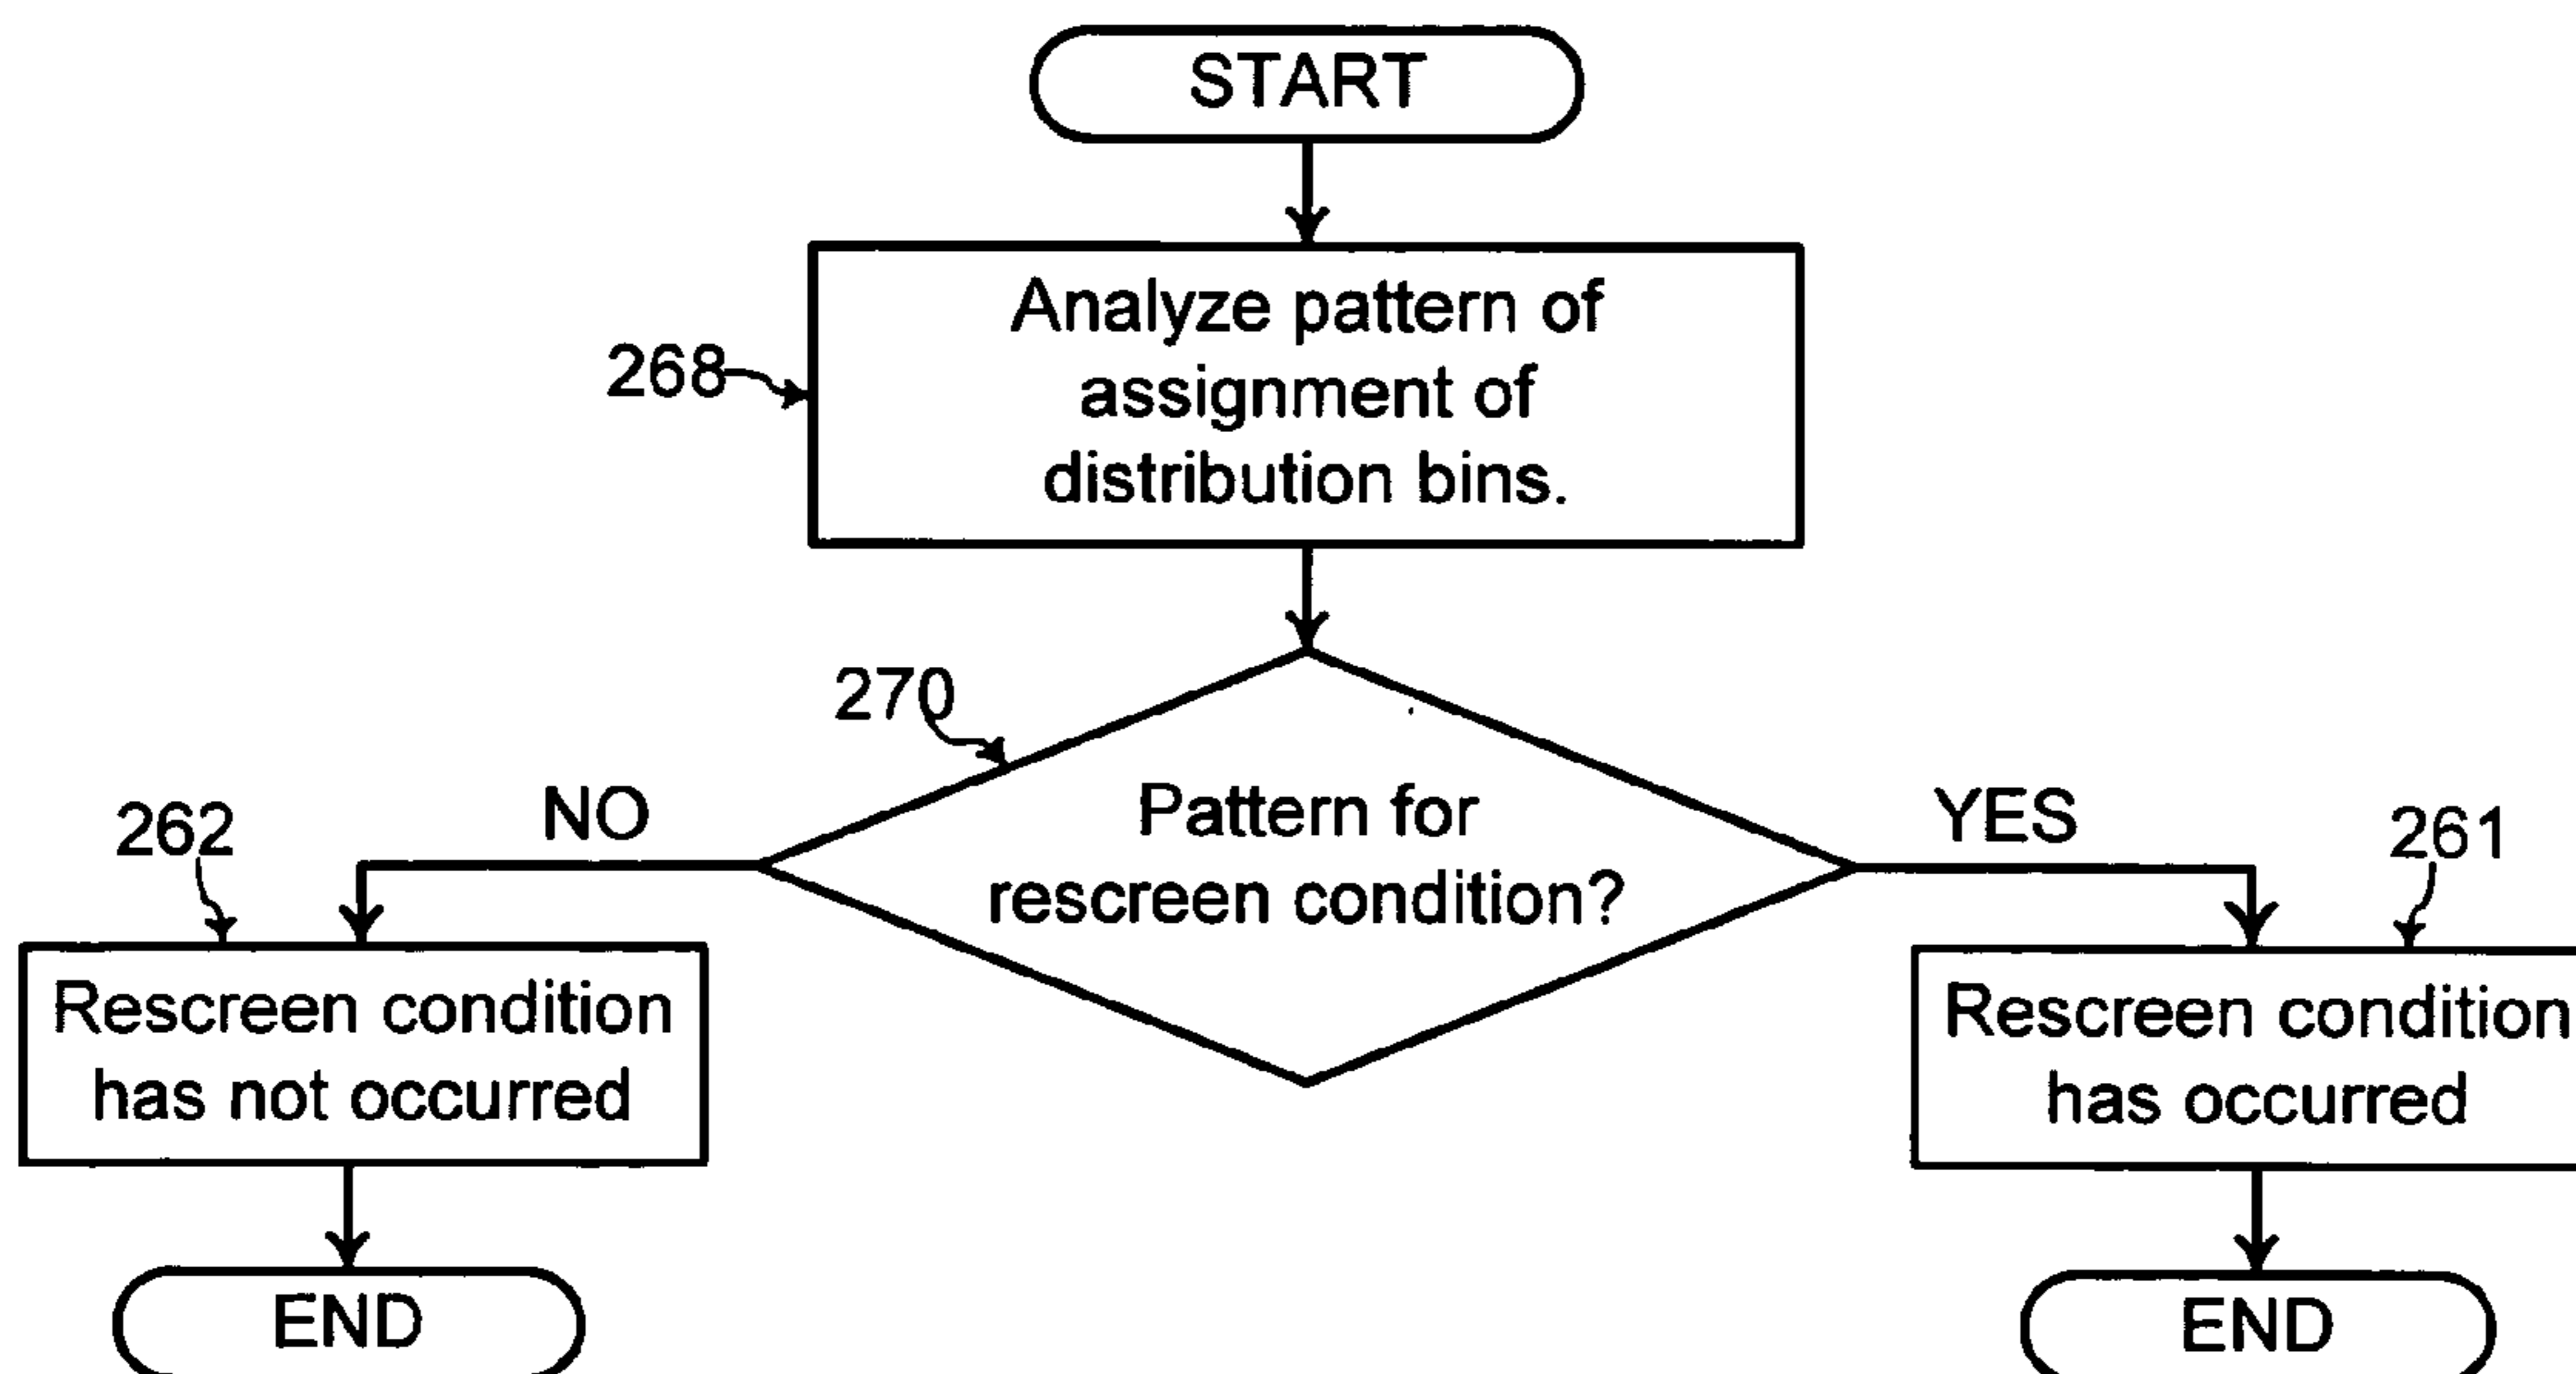 START
Analyze pattern of
assignment of
distribution bins.
268
270
Pattern for
rescreen condition?
NO
YES
262
261
Rescreen condition
has not occurred
Rescreen condition
has occurred
END
END